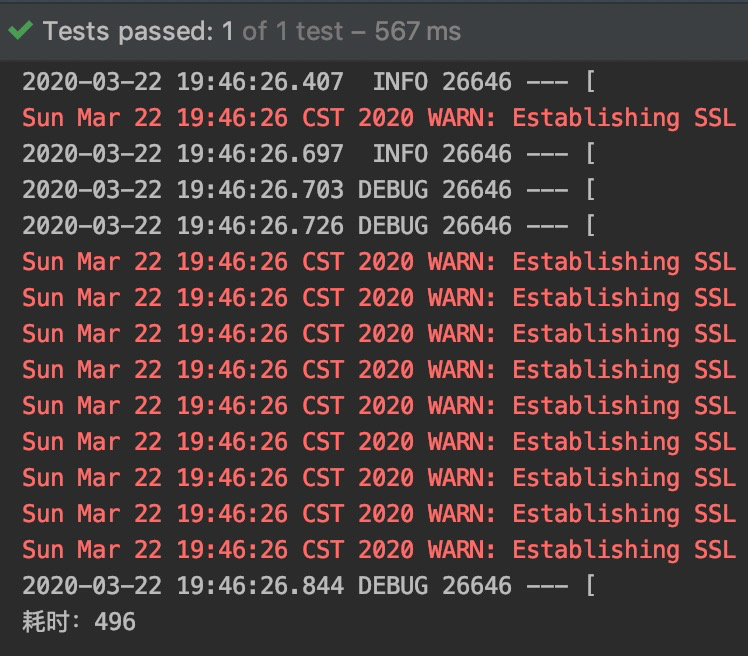 Tests passed: 1 of 1 test – 567 ms
2020-03-22 19:46:26.407  INFO 26646 --- [
Sun Mar 22 19:46:26 CST 2020 WARN: Establishing SSL
2020-03-22 19:46:26.697  INFO 26646 --- [
2020-03-22 19:46:26.703 DEBUG 26646 --- [
2020-03-22 19:46:26.726 DEBUG 26646 --- [
Sun Mar 22 19:46:26 CST 2020 WARN: Establishing SSL
Sun Mar 22 19:46:26 CST 2020 WARN: Establishing SSL
Sun Mar 22 19:46:26 CST 2020 WARN: Establishing SSL
Sun Mar 22 19:46:26 CST 2020 WARN: Establishing SSL
Sun Mar 22 19:46:26 CST 2020 WARN: Establishing SSL
Sun Mar 22 19:46:26 CST 2020 WARN: Establishing SSL
Sun Mar 22 19:46:26 CST 2020 WARN: Establishing SSL
Sun Mar 22 19:46:26 CST 2020 WARN: Establishing SSL
Sun Mar 22 19:46:26 CST 2020 WARN: Establishing SSL
2020-03-22 19:46:26.844 DEBUG 26646 --- [
耗时：496